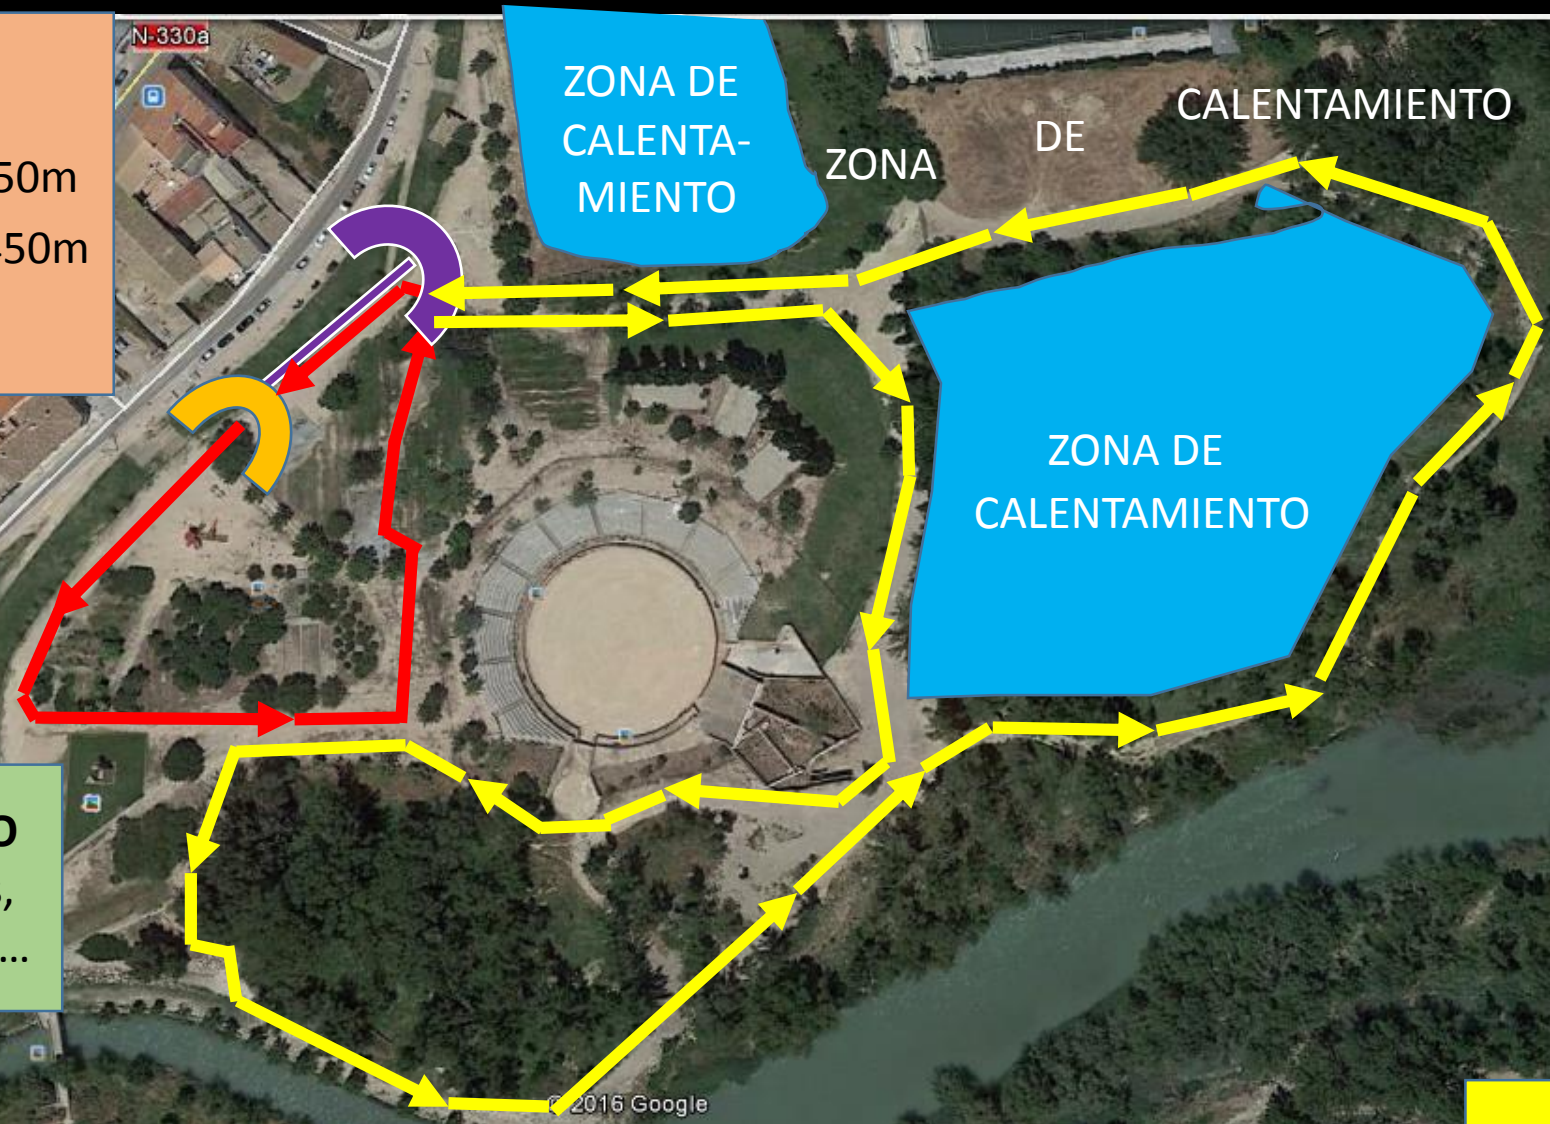 N-330a
50m
50m
ZONA DE
CALENTA-
MIENTO
ZONA
DE
CALENTAMIENTO
ZONA DE
CALENTAMIENTO
O
,
...
© 2016 Google